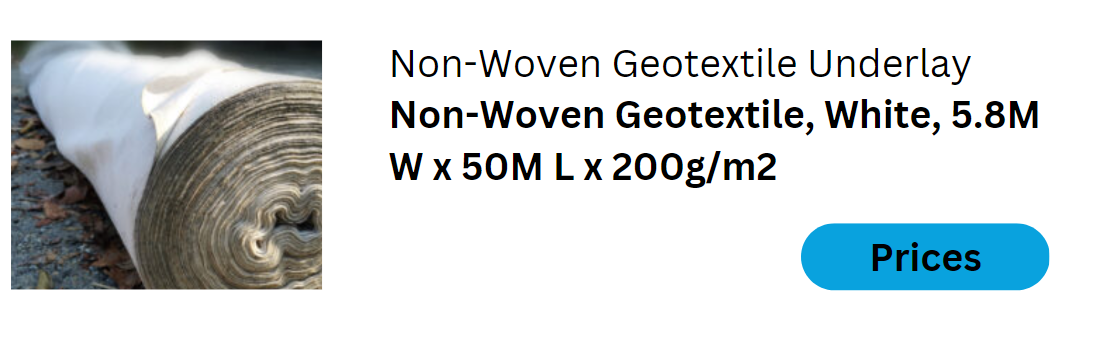 Non-Woven Geotextile Underlay
Non-Woven Geotextile, White, 5.8M
W x 50M L x 200g/m2
Prices